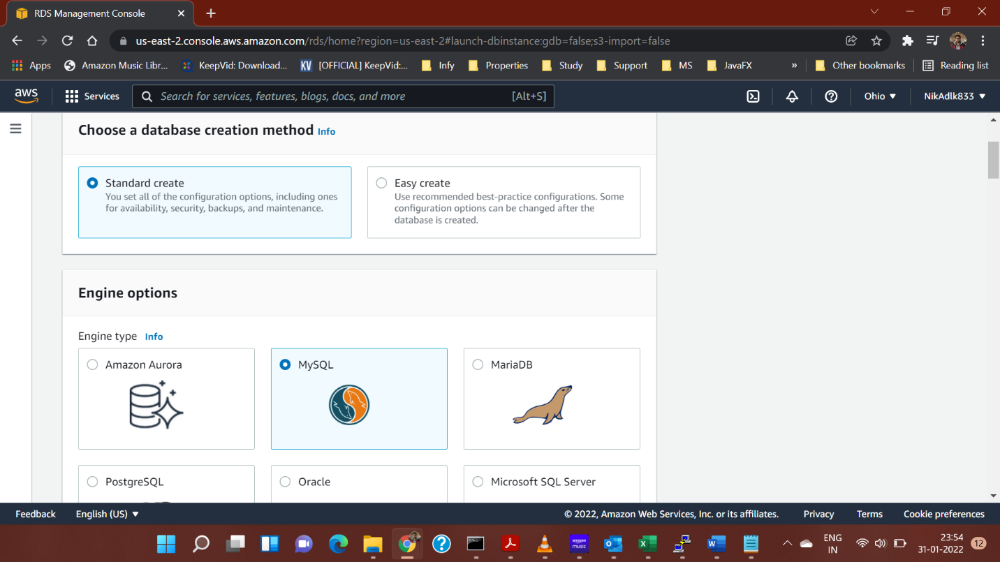 RDS Management Console
us-east-2.console.aws.amazon.com/rds/home?region=us-east-2#launch-dbinstance:gdb=false;s3-import=false
Apps Amazon Music Libr... KeepVid: Download... KV [OFFICIAL] KeepVid:... Infy Properties Study Support MS JavaFX » Other bookmarks Reading list
aws Services Search for services, features, blogs, docs, and more [Alt+S] Ohio ▼ NikAdlk833 ▼
Choose a database creation method Info
Standard create
You set all of the configuration options, including ones
for availability, security, backups, and maintenance.
Easy create
Use recommended best-practice configurations. Some
configuration options can be changed after the
database is created.
Engine options
Engine type Info
Amazon Aurora
MySQL
MariaDB
PostgreSQL
Oracle
Microsoft SQL Server
Feedback English (US) ▼ © 2022, Amazon Web Services, Inc. or its affiliates. Privacy Terms Cookie preferences
amazon
music
ENG
IN
23:54
31-01-2022
12